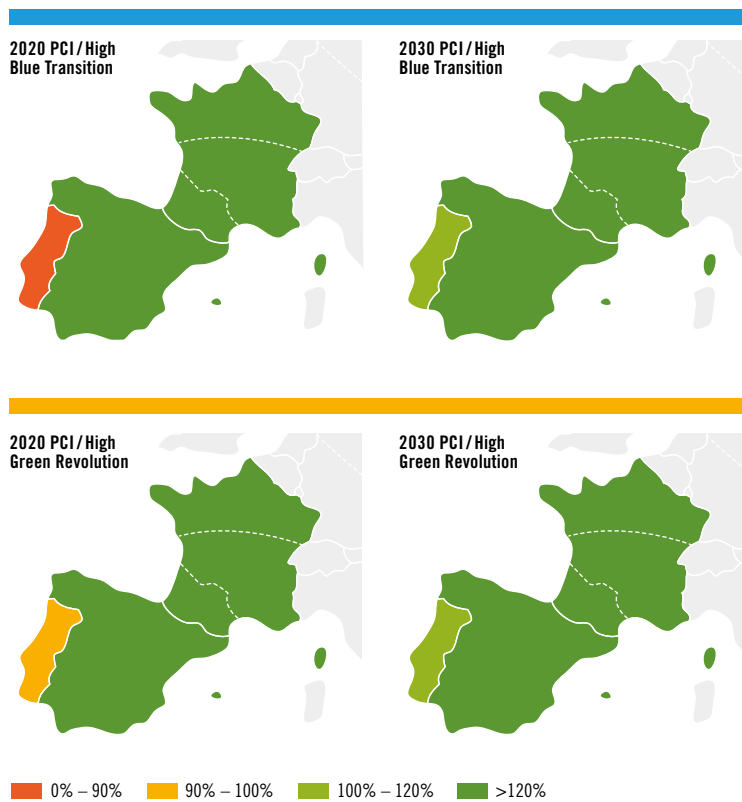 2020 PCI / High
Blue Transition
2030 PCI / High
Blue Transition
2020 PCI / High
Green Revolution
2030 PCI / High
Green Revolution
0% – 90%
90% – 100%
100% – 120%
>120%